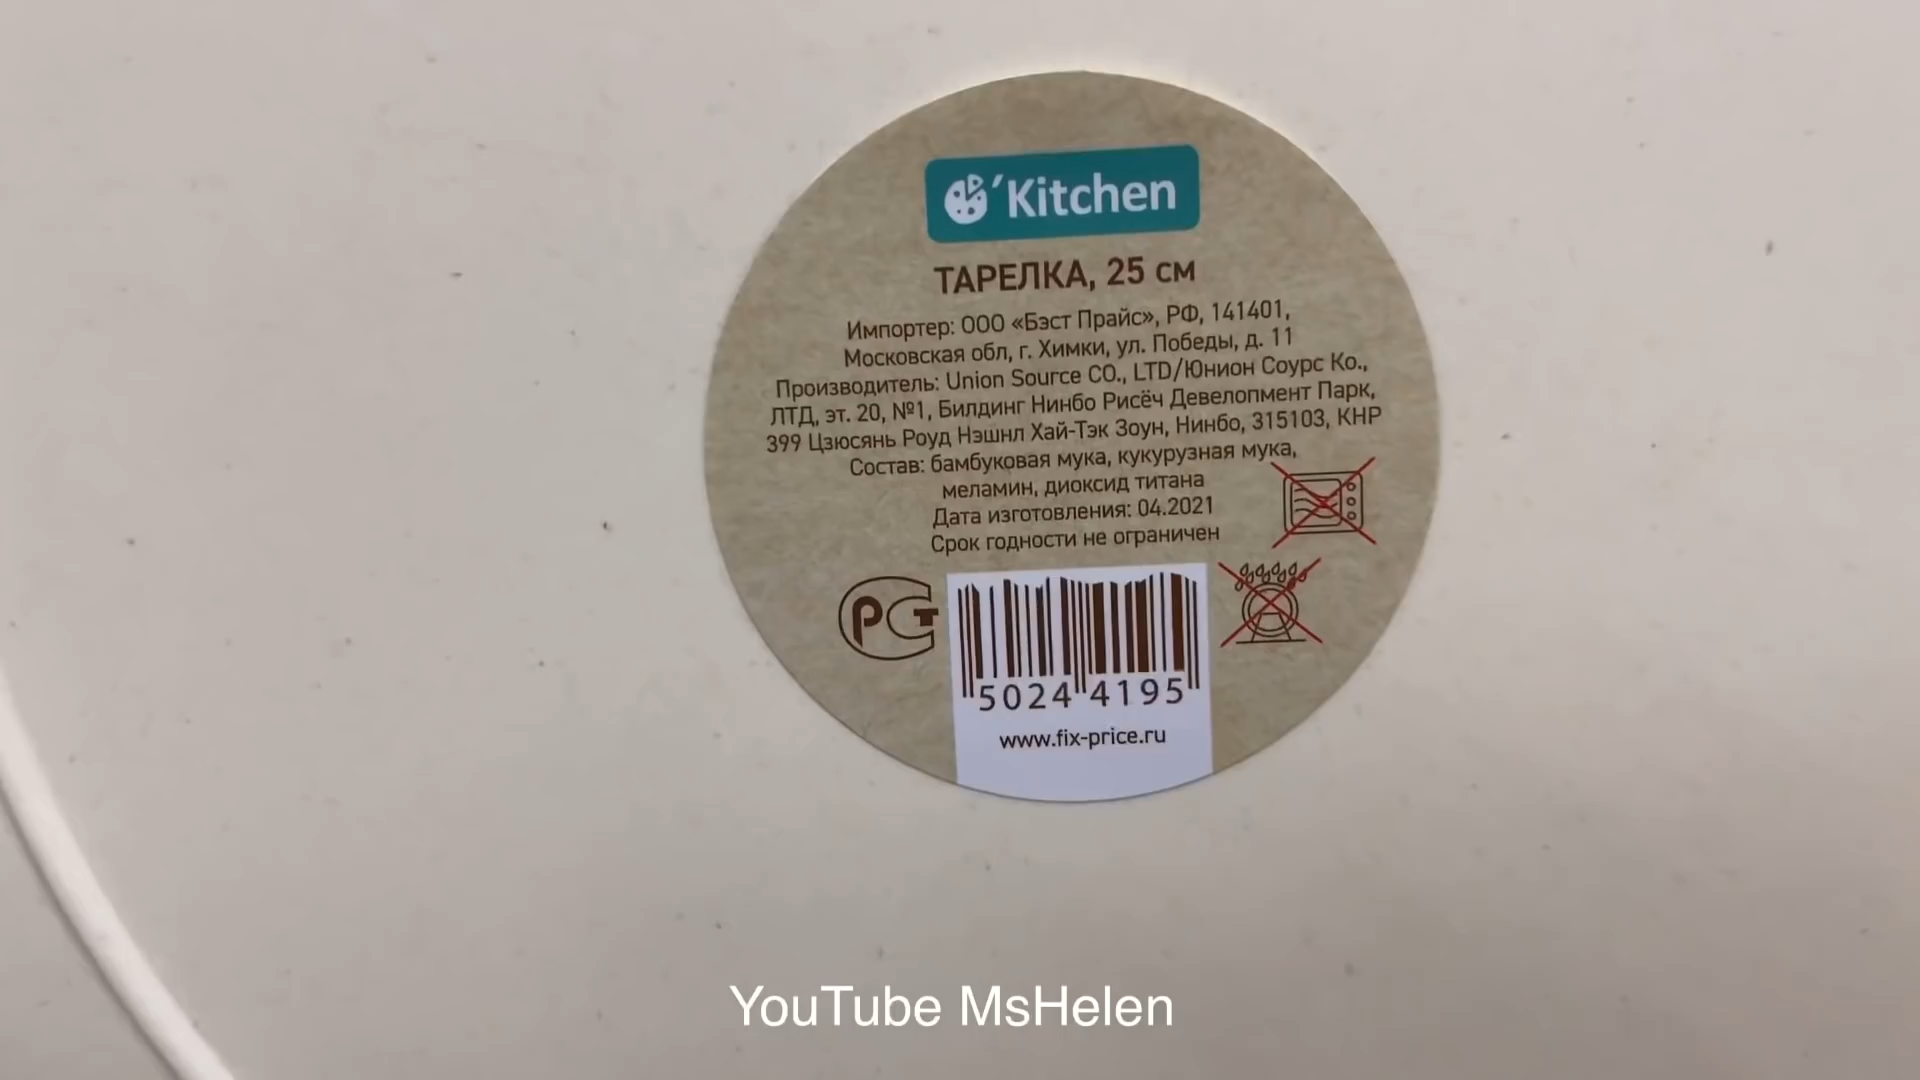 'Kitchen
ТАРЕЛКА, 25 см
Импортер: ООО «Бэст Прайс», РФ, 141401,
Московская обл, г. Химки, ул. Победы, д. 11
Производитель: Union Source CO., LTD/Юнион Соурс Ко.,
ЛТД, эт. 20, №1, Билдинг Нинбо Рисёч Девелопмент Парк,
399 Цзюсянь Роуд Нэшнл Хай-Тэк Зоун, Нинбо, 315103, КНР
Состав: бамбуковая мука, кукурузная мука,
меламин, диоксид титана
Дата изготовления: 04.2021
Срок годности не ограничен
РСТ
5024 4195
www.fix-price.ru
YouTube MsHelen